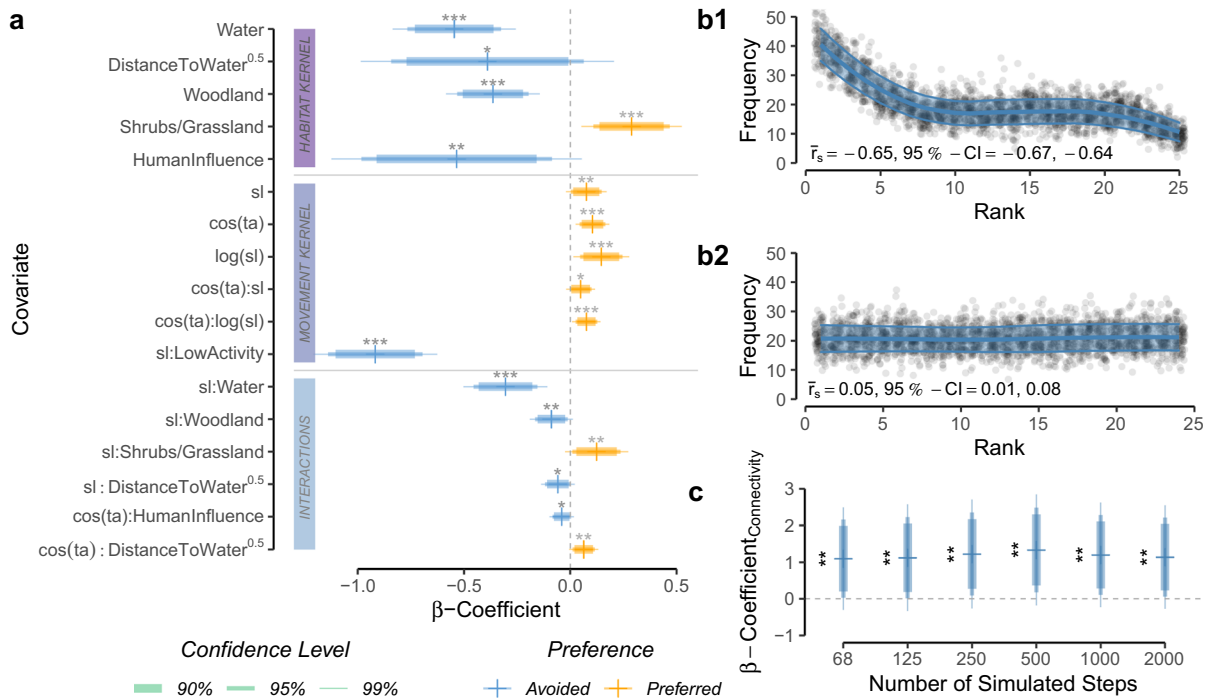 a
Covariate
HABITAT KERNEL
Water
DistanceToWater^0.5
Woodland
Shrubs/Grassland
HumanInfluence
***
*
***
***
**
MOVEMENT KERNEL
sl
cos(ta)
log(sl)
cos(ta):sl
cos(ta):log(sl)
sl:LowActivity
**
***
***
*
***
***
INTERACTIONS
sl:Water
sl:Woodland
sl:Shrubs/Grassland
sl : DistanceToWater^0.5
cos(ta):HumanInfluence
cos(ta) : DistanceToWater^0.5
***
**
**
*
*
**
−1.0 −0.5 0.0 0.5
β−Coefficient
Confidence Level
90% 95% 99%
Preference
Avoided Preferred
b1
Frequency
50
40
30
20
10
0
r̄s = −0.65, 95 % −CI = −0.67, −0.64
0 5 10 15 20 25
Rank
b2
Frequency
50
40
30
20
10
0
r̄s = 0.05, 95 % −CI = 0.01, 0.08
0 5 10 15 20 25
Rank
c
β − Coefficient Connectivity
3
2
1
0
−1
** ** ** ** ** **
68 125 250 500 1000 2000
Number of Simulated Steps